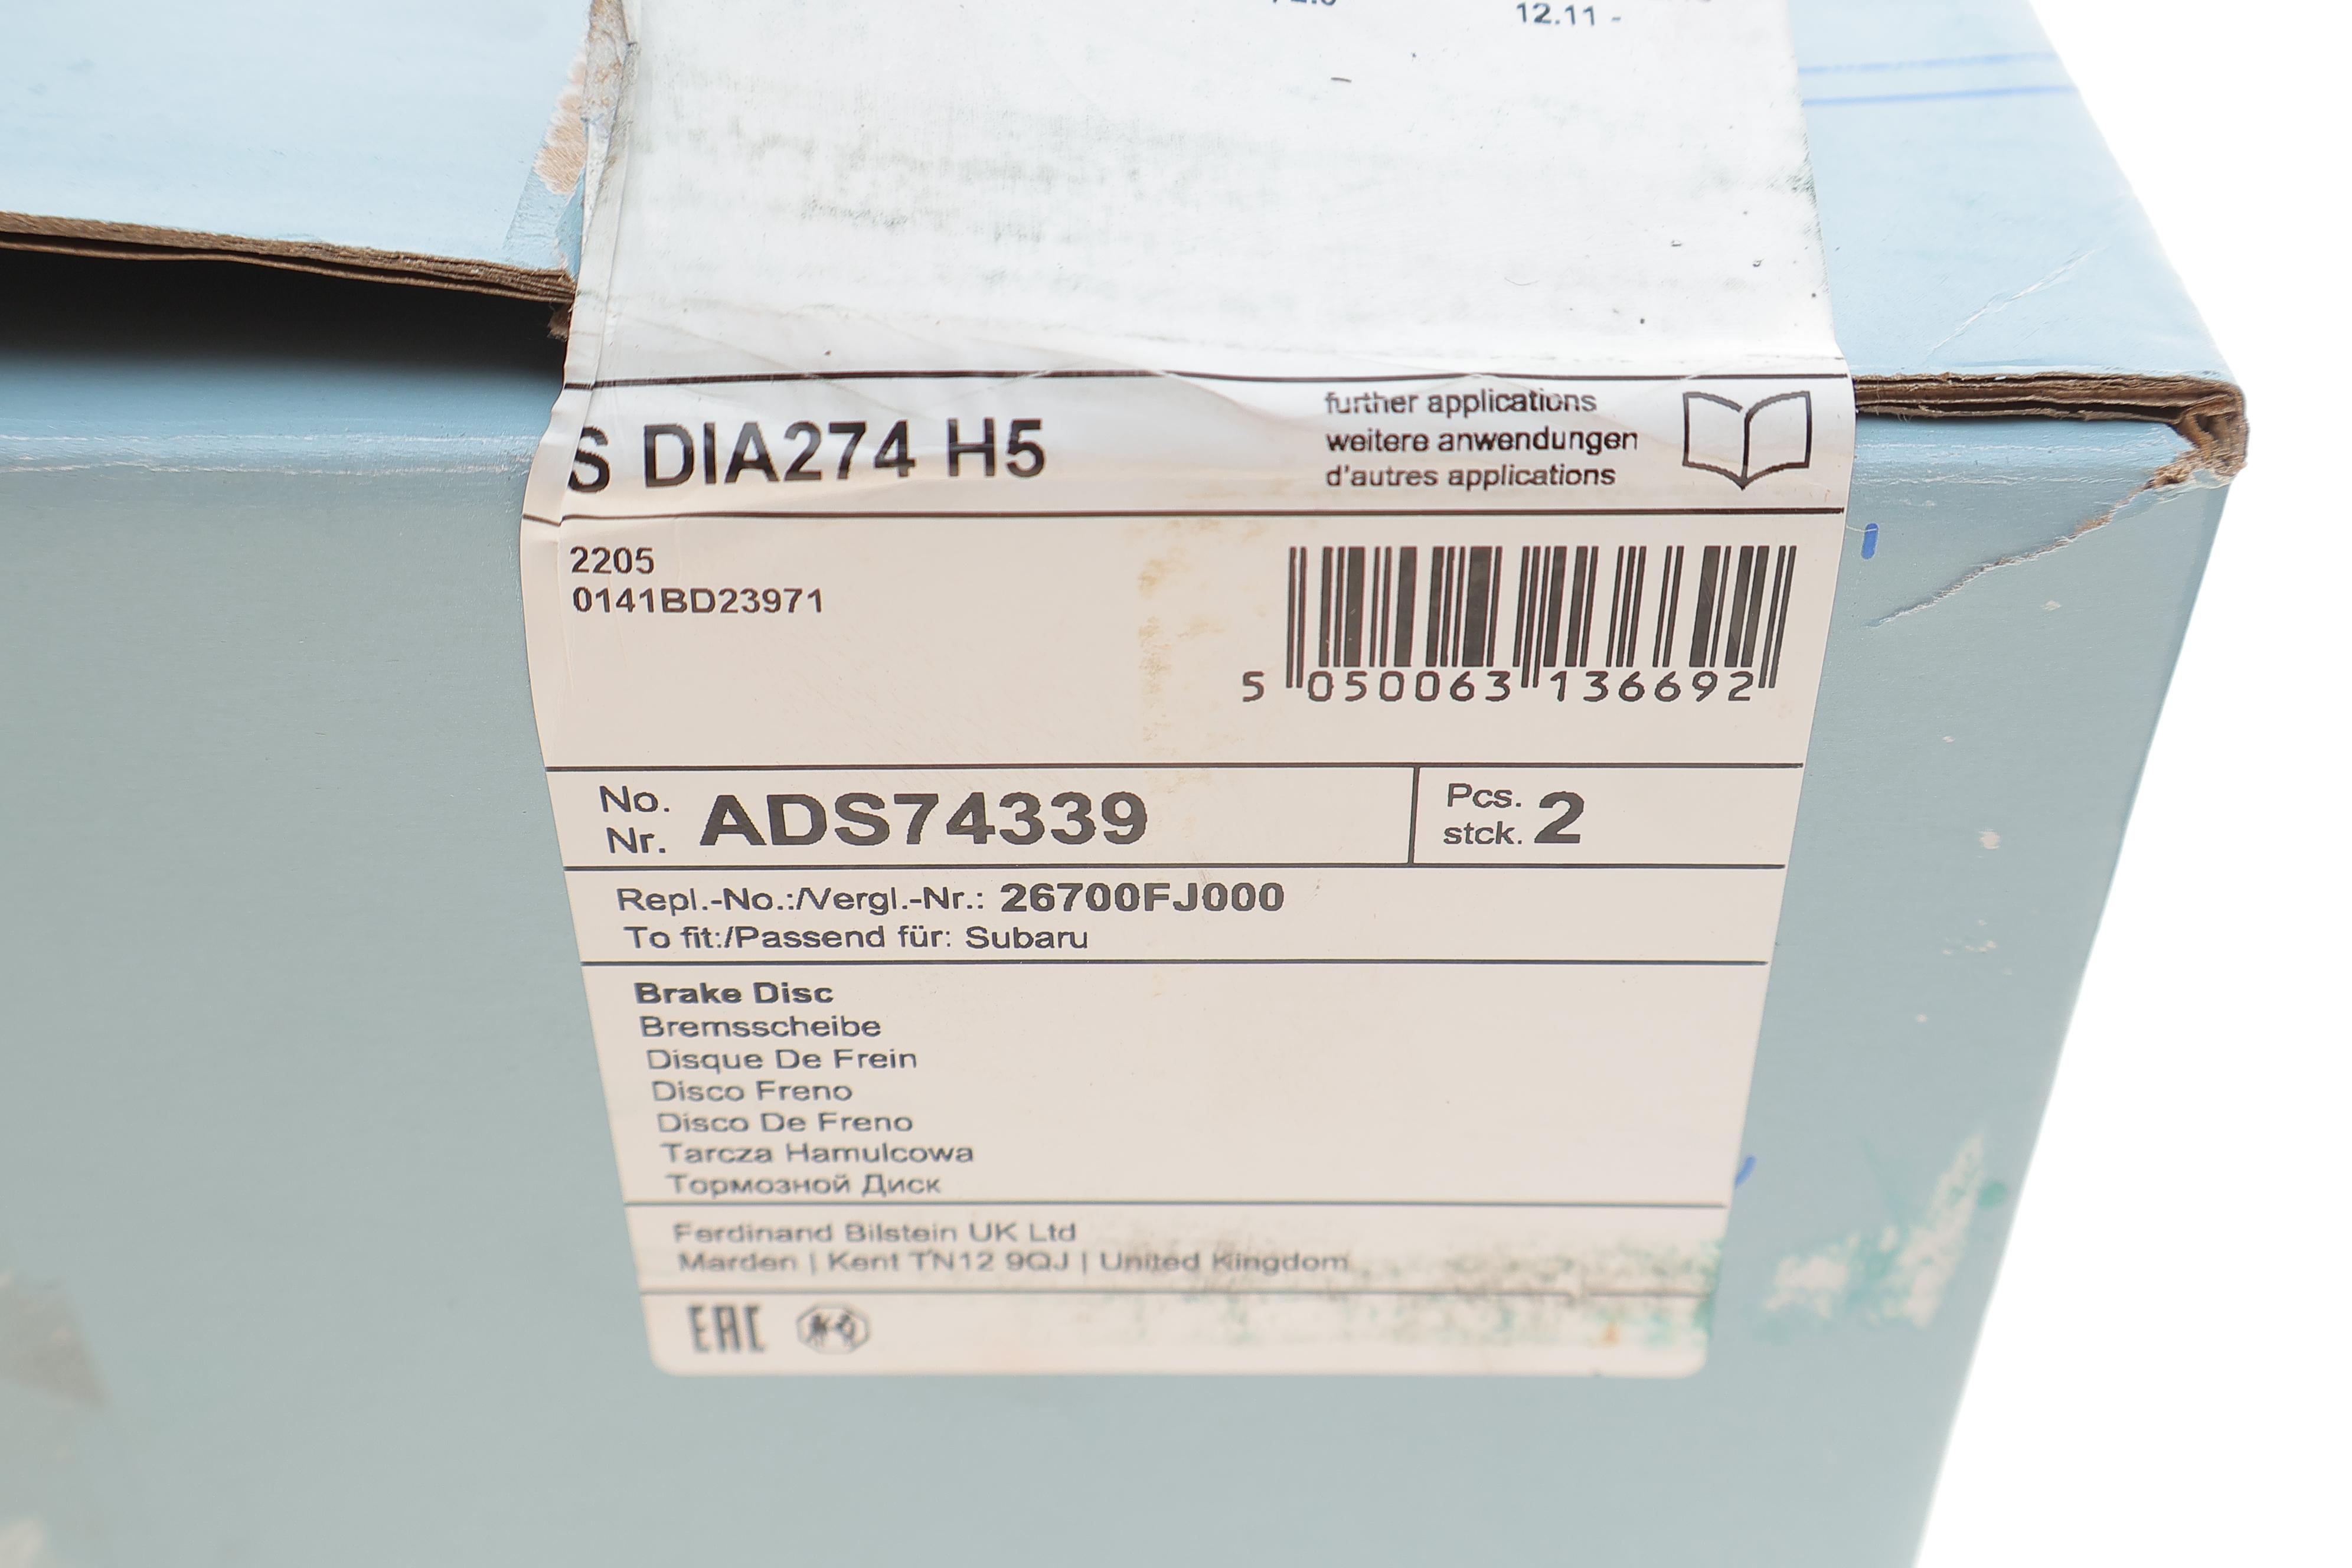 12.11 -
S DIA274 H5
further applications
weitere anwendungen
d'autres applications
2205
0141BD23971
5 050063 136692
No.
Nr.
ADS74339
Pcs.
stck.
2
Repl.-No.:/Vergl.-Nr.: 26700FJ000
To fit:/Passend für: Subaru
Brake Disc
Bremsscheibe
Disque De Frein
Disco Freno
Disco De Freno
Tarcza Hamulcowa
Тормозной Диск
Ferdinand Bilstein UK Ltd
Marden | Kent TN12 9QJ | United Kingdom
EAC